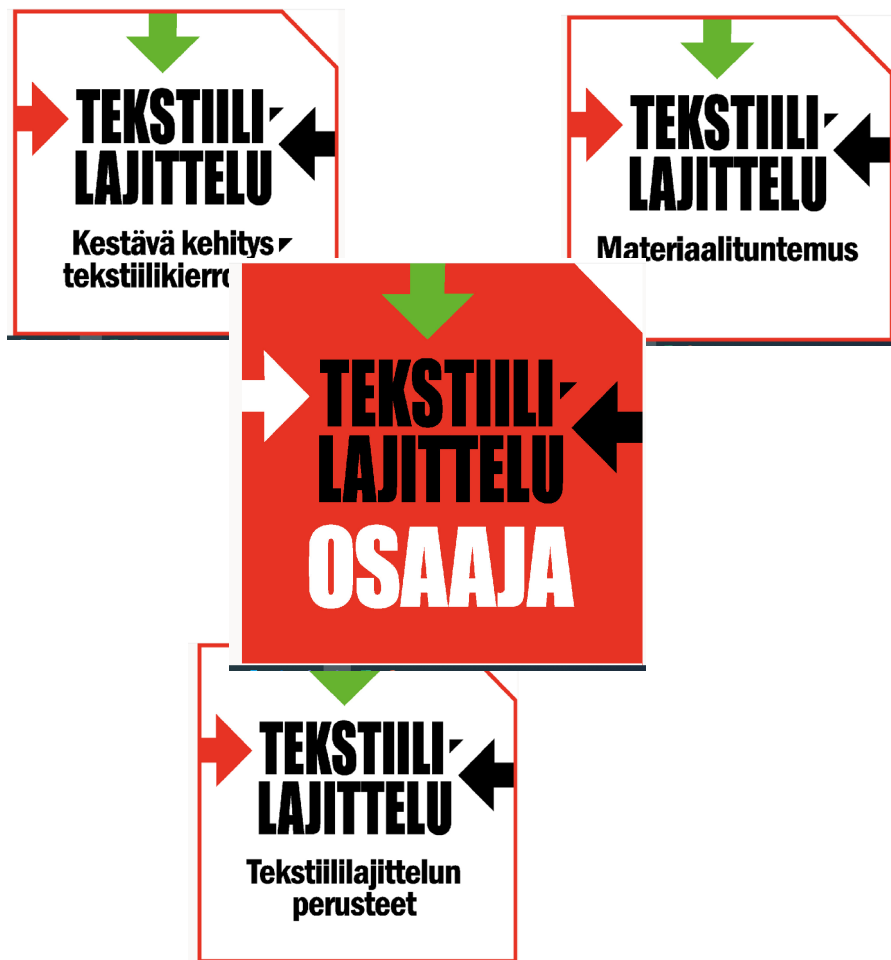 TEKSTIILI-
LAJITTELU
Kestävä kehitys
TEKSTIILI-
LAJITTELU
Materiaalituntemus
TEKSTIILI-
LAJITTELU
OSAAJA
TEKSTIILI-
LAJITTELU
Tekstiililajittelun
perusteet